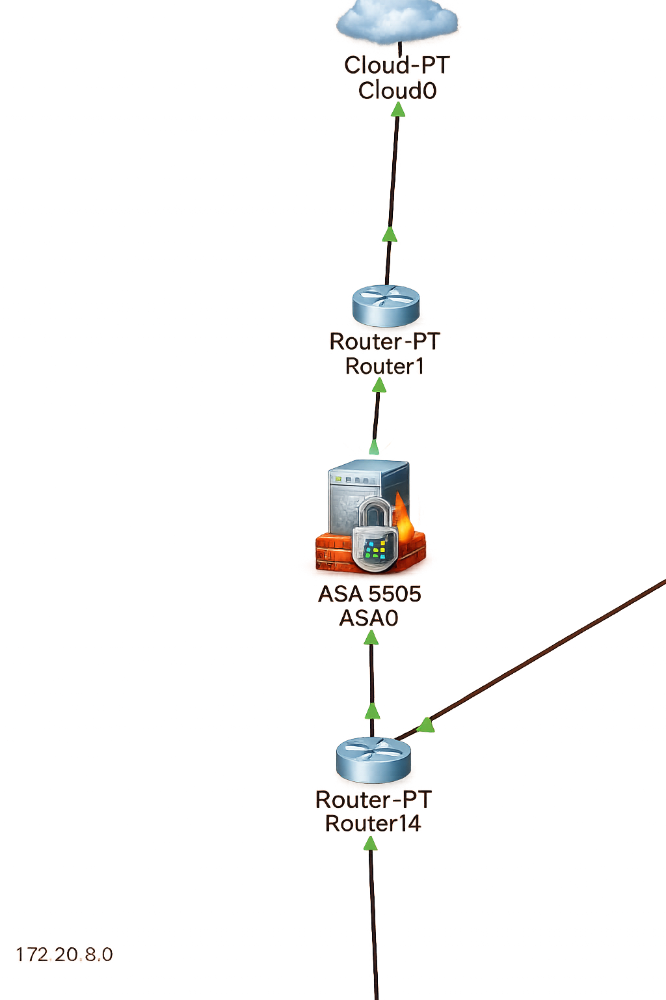 Cloud-PT
Cloud0
Router-PT
Router1
ASA 5505
ASA0
Router-PT
Router14
172.20.8.0